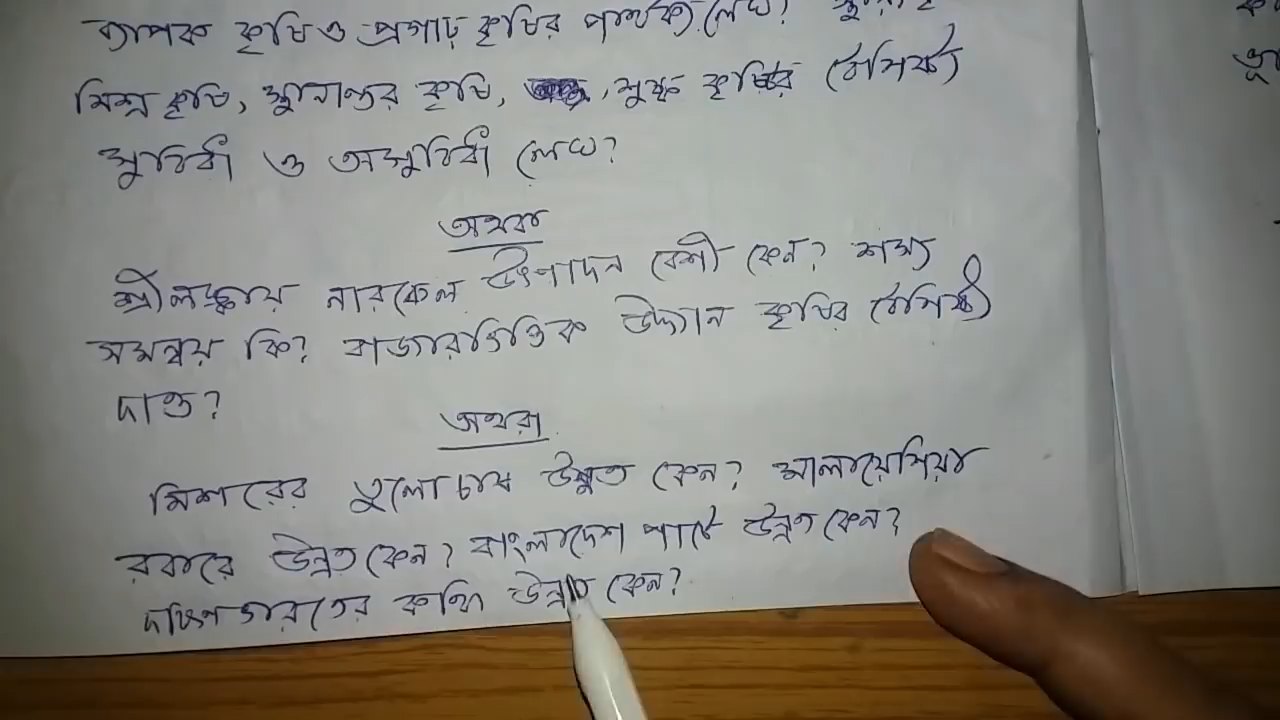 ব্যাপক কৃষি ও প্রগাঢ় কৃষির পার্থক্য লেখ?
মিশ্র কৃষি, স্থানান্তর কৃষি, শুষ্ক কৃষির বৈশিষ্ট্য
সুবিধা ও অসুবিধা লেখ?
অথবা
শ্রীলঙ্কায় নারকেল উৎপাদন বেশী কেন? শস্য
সমন্বয় কি? বাজারভিত্তিক উদ্যান কৃষির বৈশিষ্ট্য
দাও?
অথবা
মিশরের তুলো চাষ উন্নত কেন? মালায়েশিয়া
রবারে উন্নত কেন? বাংলাদেশ পাটে উন্নত কেন?
দক্ষিণ ভারতের কফি উন্নত কেন?